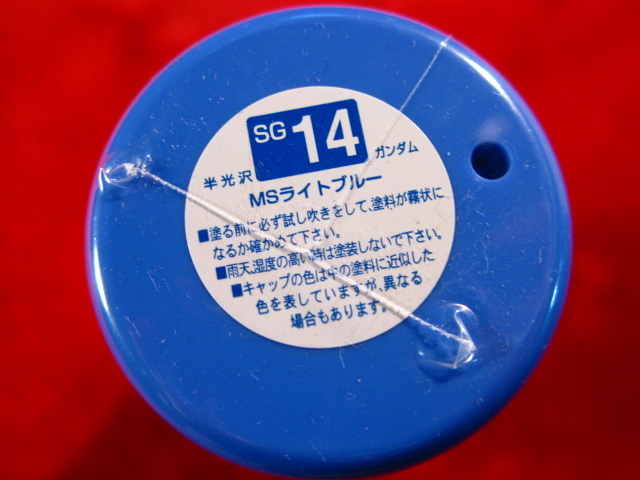 SG 14
半光沢 ガンダム
MSライトブルー
■塗る前に必ず試し吹きをして、塗料が霧状に
なるか確かめて下さい。
■雨天、湿度の高い時は塗装しないで下さい。
■キャップの色は中の塗料に近似した
色を表していますが、異なる
場合もあります。